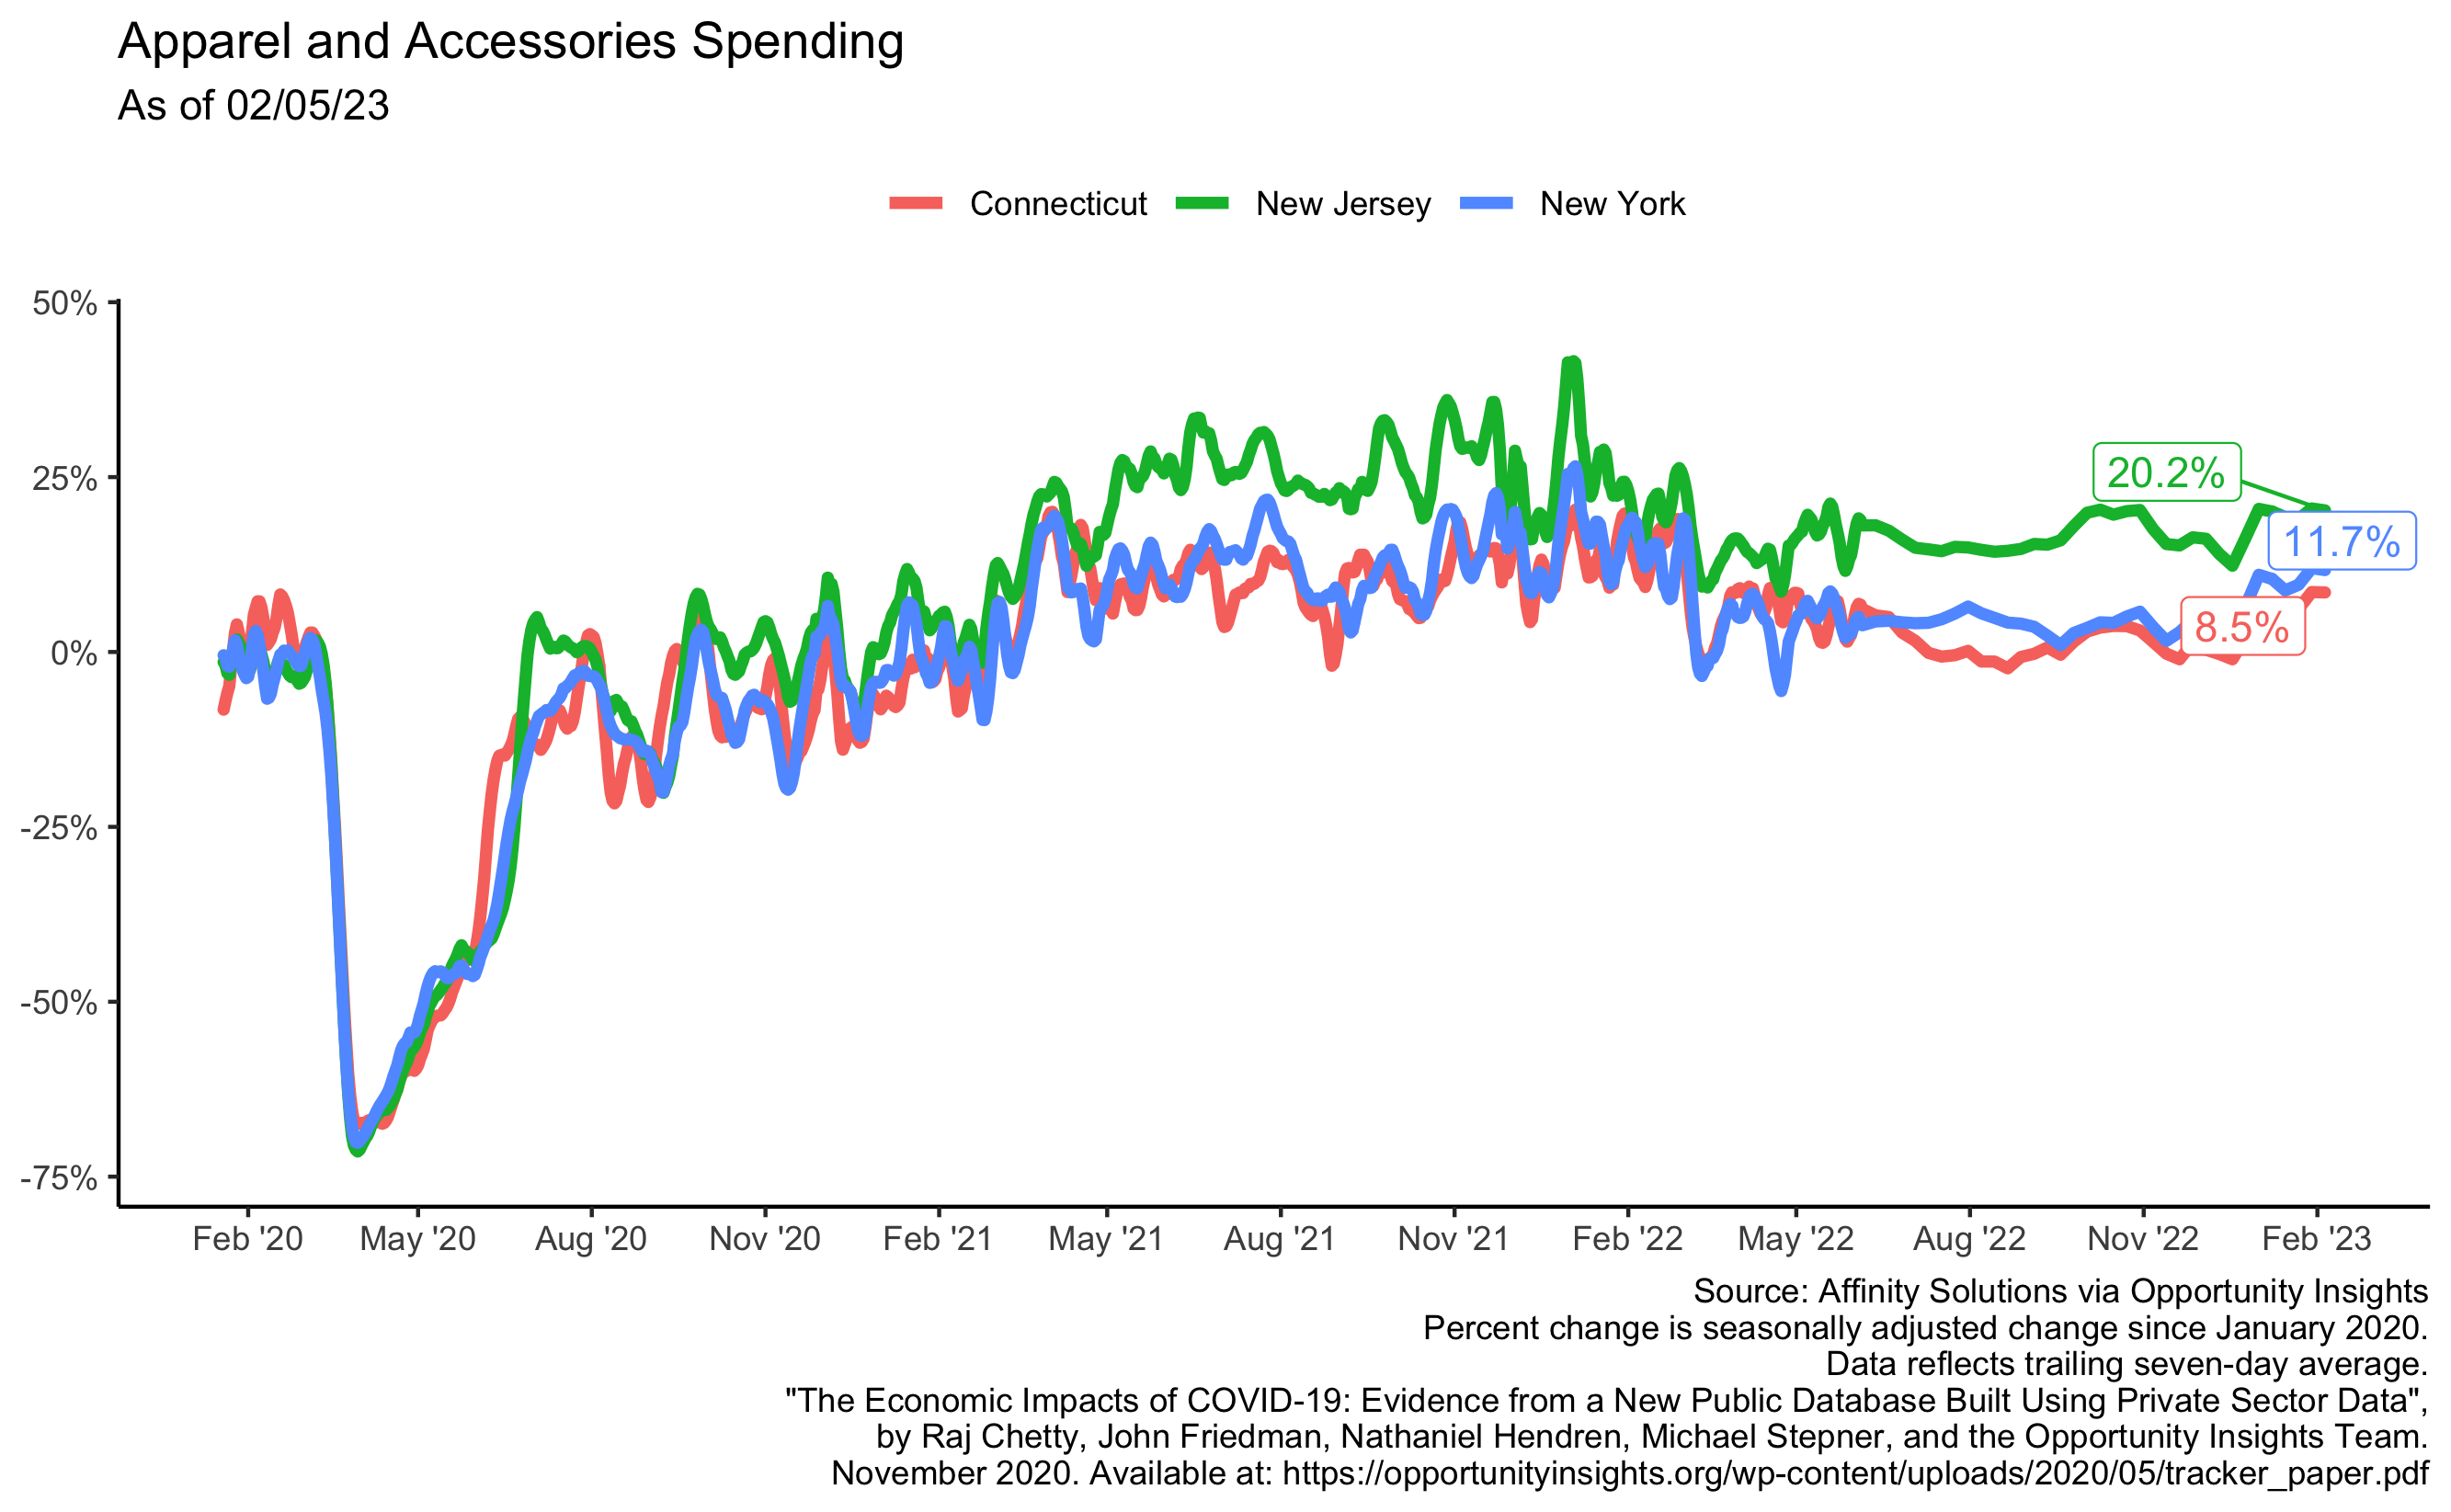 Apparel and Accessories Spending
As of 02/05/23
Connecticut New Jersey New York
50%
25%
0%
-25%
-50%
-75%
20.2%
11.7%
8.5%
Feb '20 May '20 Aug '20 Nov '20 Feb '21 May '21 Aug '21 Nov '21 Feb '22 May '22 Aug '22 Nov '22 Feb '23
Source: Affinity Solutions via Opportunity Insights
Percent change is seasonally adjusted change since January 2020.
Data reflects trailing seven-day average.
"The Economic Impacts of COVID-19: Evidence from a New Public Database Built Using Private Sector Data",
by Raj Chetty, John Friedman, Nathaniel Hendren, Michael Stepner, and the Opportunity Insights Team.
November 2020. Available at: https://opportunityinsights.org/wp-content/uploads/2020/05/tracker_paper.pdf